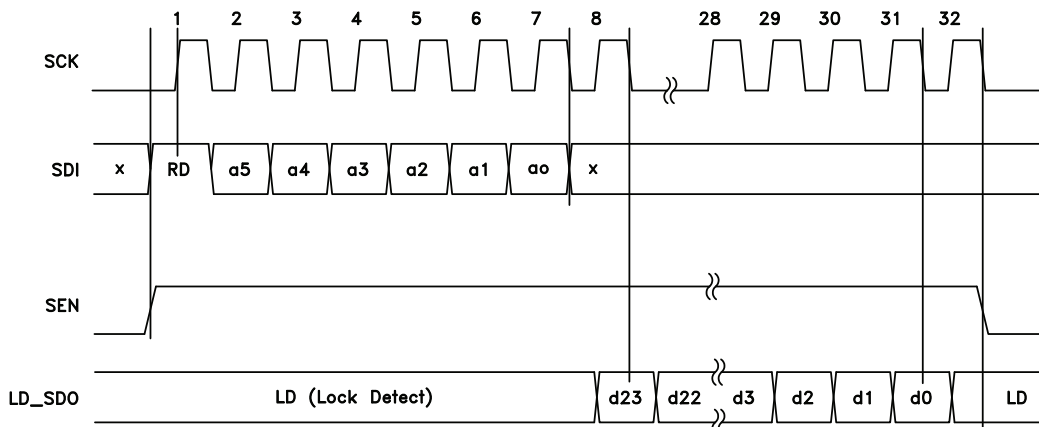 1 2 3 4 5 6 7 8 28 29 30 31 32
SCK
SDI x RD a5 a4 a3 a2 a1 ao x
SEN
LD_SDO LD (Lock Detect) d23 d22 d3 d2 d1 d0 LD